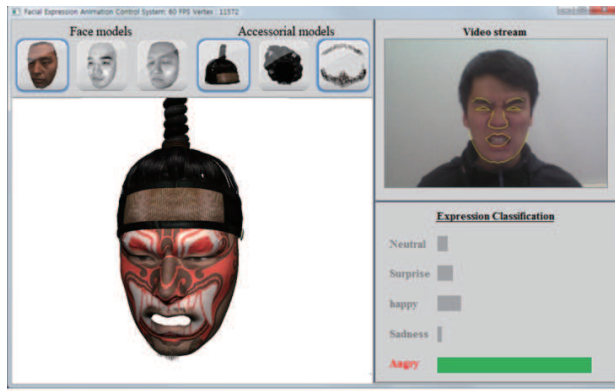 Facial Expression Animation Control System: 60 FPS Vertex : 11572
Face models
Accessorial models
Video stream
Expression Classification
Neutral
Surprise
happy
Sadness
Angry